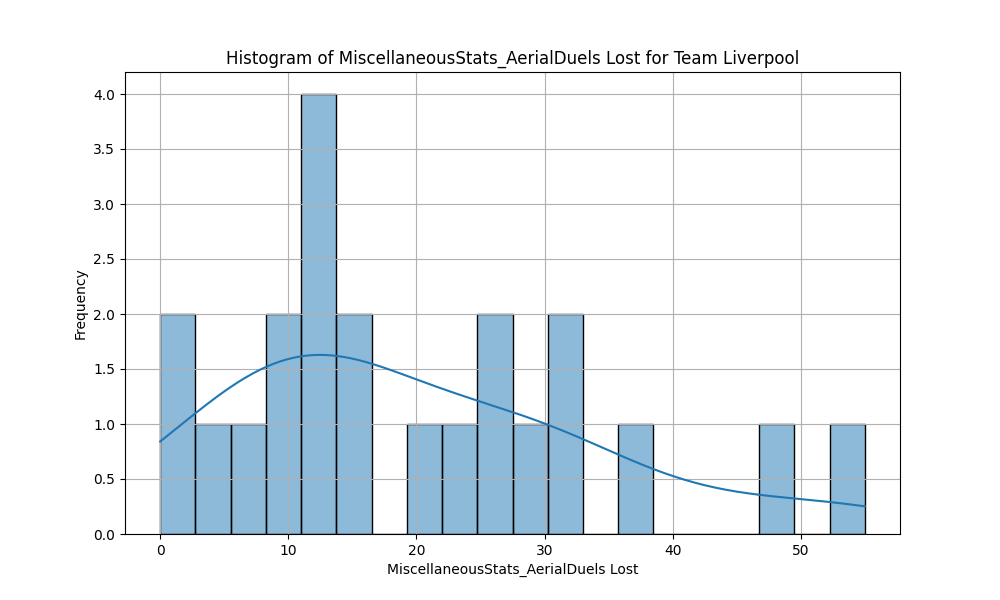 Histogram of MiscellaneousStats_AerialDuels Lost for Team Liverpool
4.0
3.5
3.0
2.5
2.0
1.5
1.0
0.5
0.0
Frequency
0 10 20 30 40 50
MiscellaneousStats_AerialDuels Lost